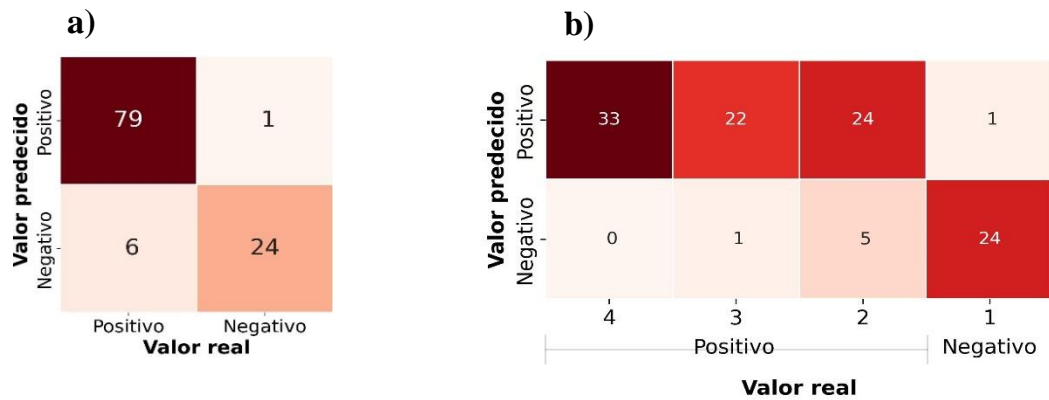 a)
Valor predecido
Positivo
Negativo
79 1
6 24
Positivo Negativo
Valor real
b)
Valor predecido
Positivo
Negativo
33 22 24 1
0 1 5 24
4 3 2 1
Positivo Negativo
Valor real